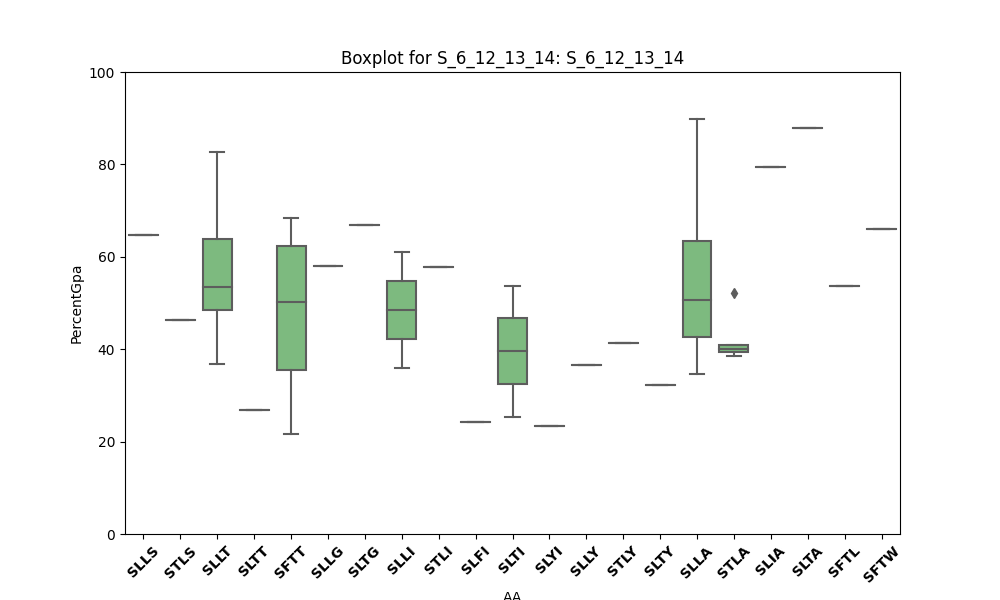 Boxplot for S_6_12_13_14: S_6_12_13_14
100
80
60
40
20
0
PercentGpa
SLLS STLS SLLT SLTT SFTT SLLG SLTG SLLI STLI SLFI SLTI SLYI SLLY STLY SLTY SLLA STLA SLIA SLTA SFTL SFTW
AA